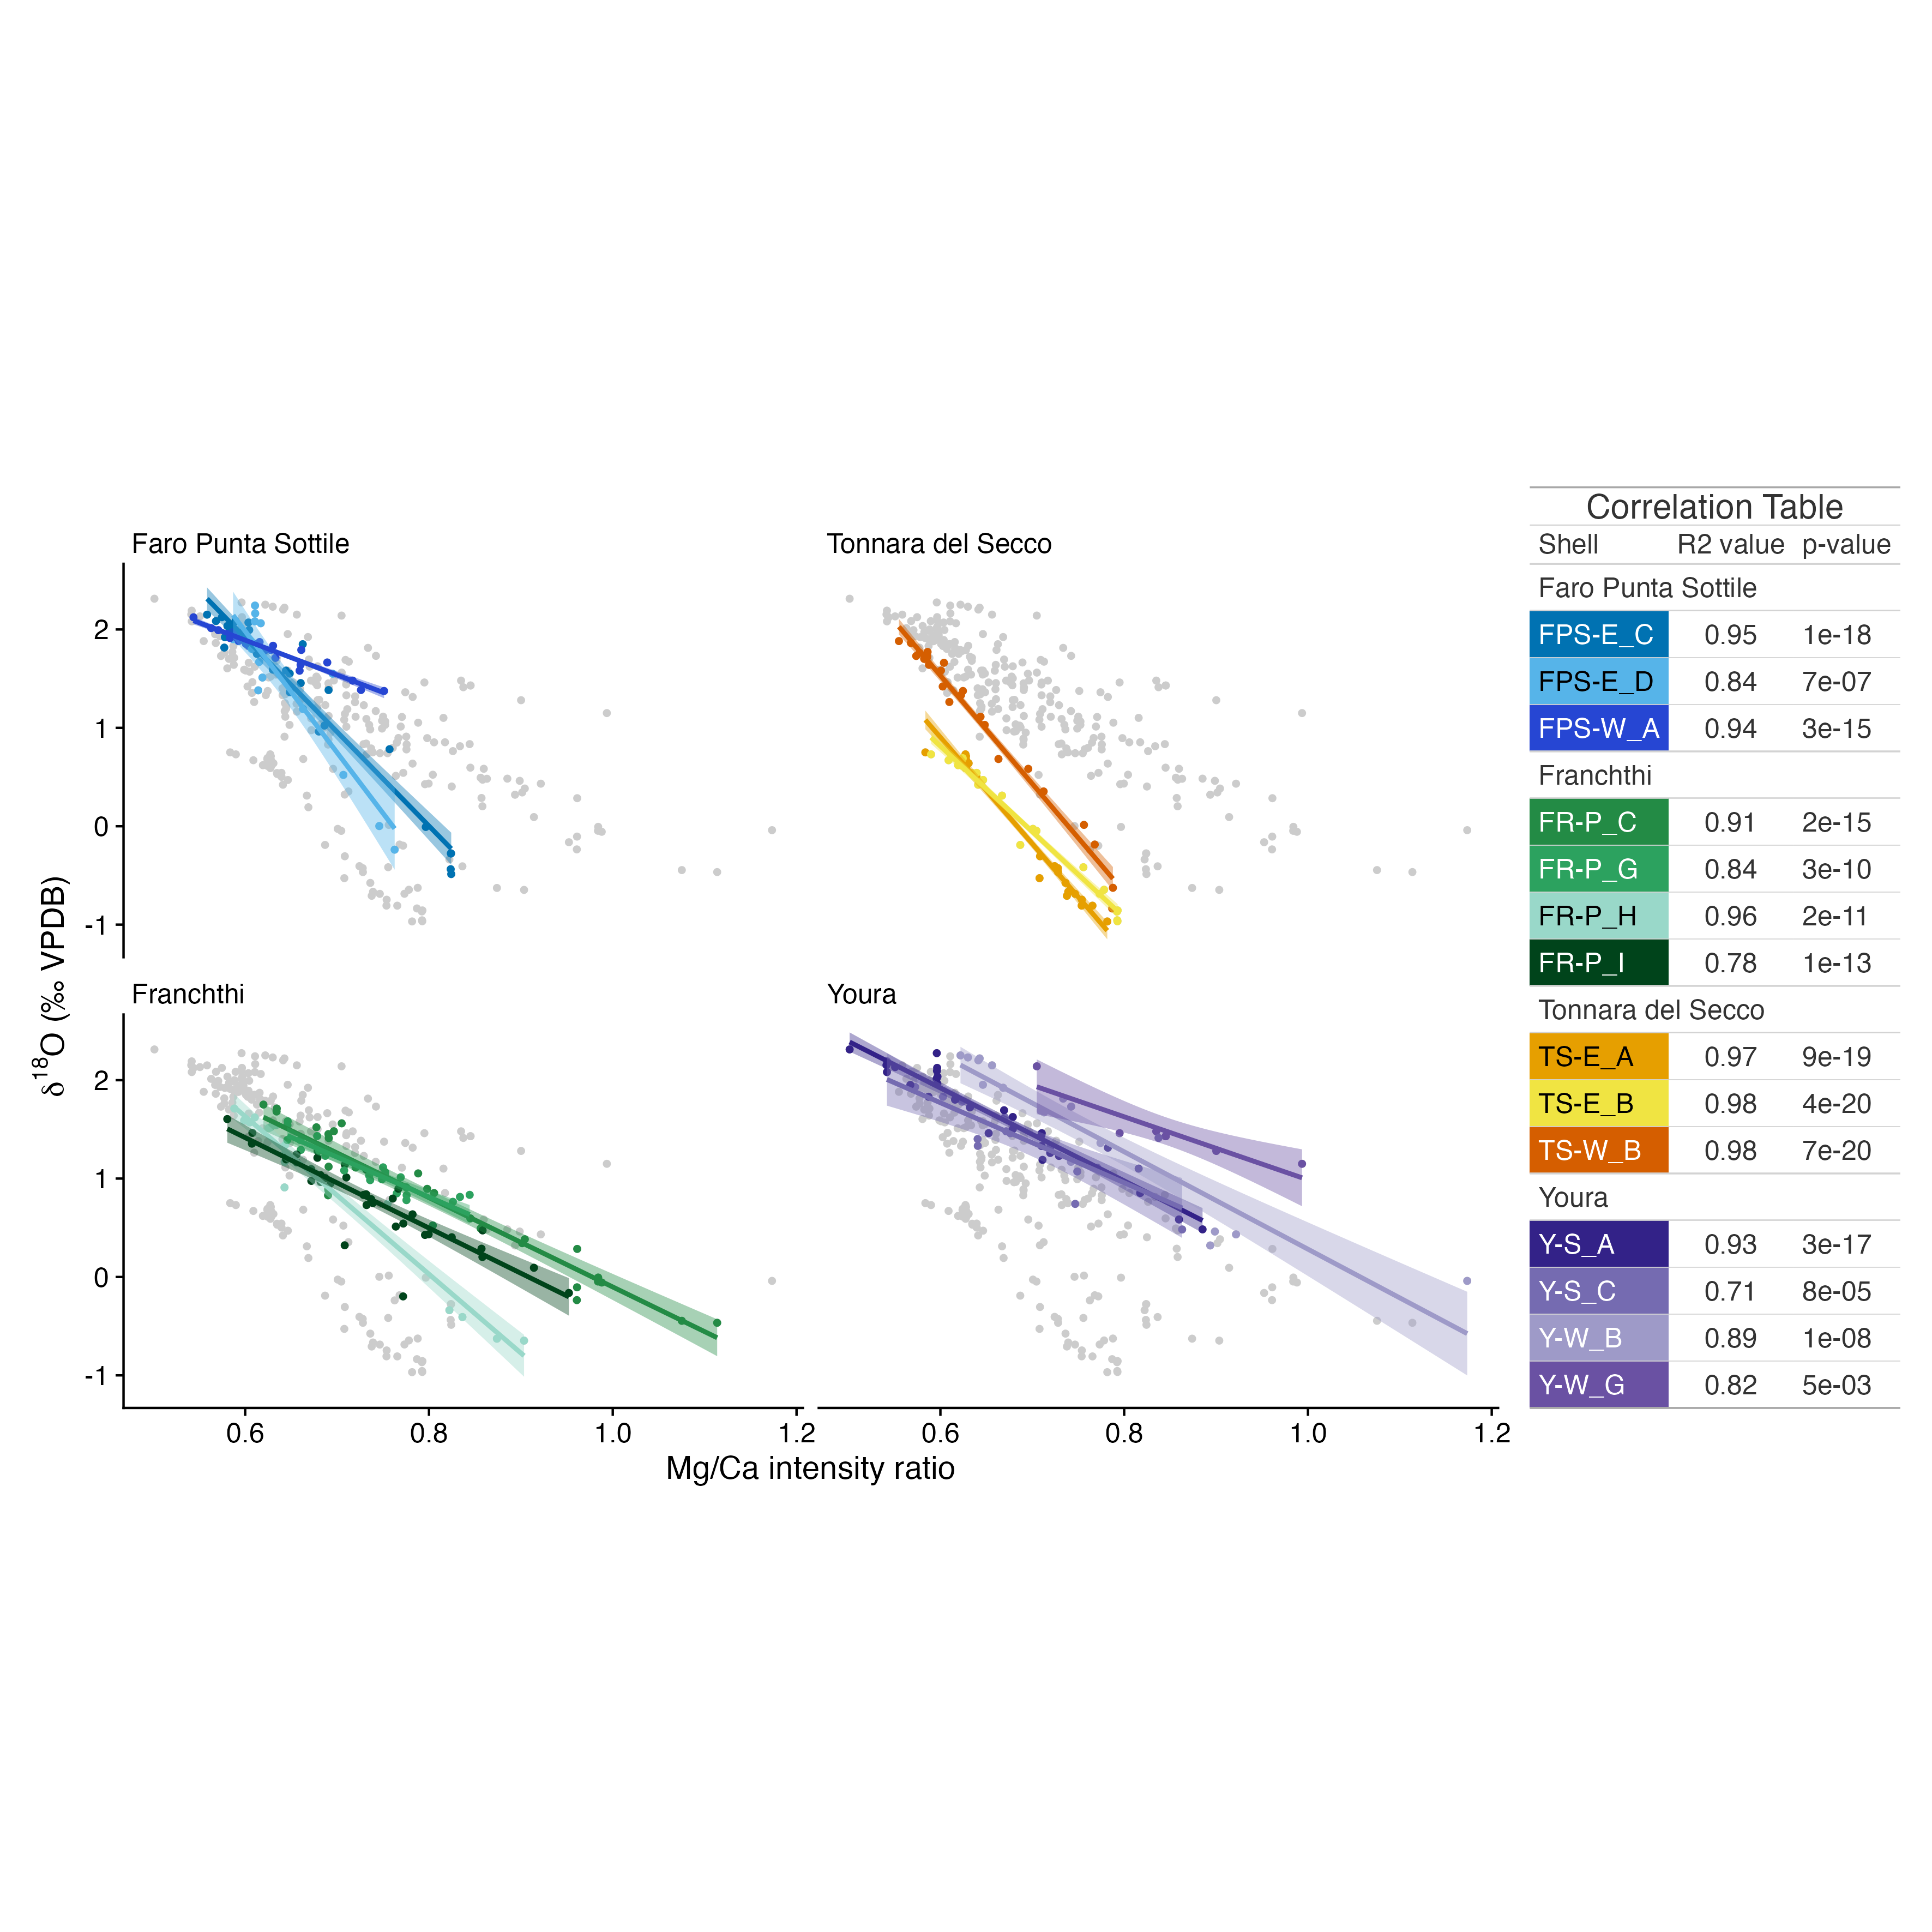 Faro Punta Sottile
Tonnara del Secco
2
1
0
-1
Franchthi
Youra
2
1
0
-1
0.6 0.8 1.0 1.2 0.6 0.8 1.0 1.2
Mg/Ca intensity ratio
δ18O (‰ VPDB)
Correlation Table
Shell R2 value p-value
Faro Punta Sottile
FPS-E_C 0.95 1e-18
FPS-E_D 0.84 7e-07
FPS-W_A 0.94 3e-15
Franchthi
FR-P_C 0.91 2e-15
FR-P_G 0.84 3e-10
FR-P_H 0.96 2e-11
FR-P_I 0.78 1e-13
Tonnara del Secco
TS-E_A 0.97 9e-19
TS-E_B 0.98 4e-20
TS-W_B 0.98 7e-20
Youra
Y-S_A 0.93 3e-17
Y-S_C 0.71 8e-05
Y-W_B 0.89 1e-08
Y-W_G 0.82 5e-03